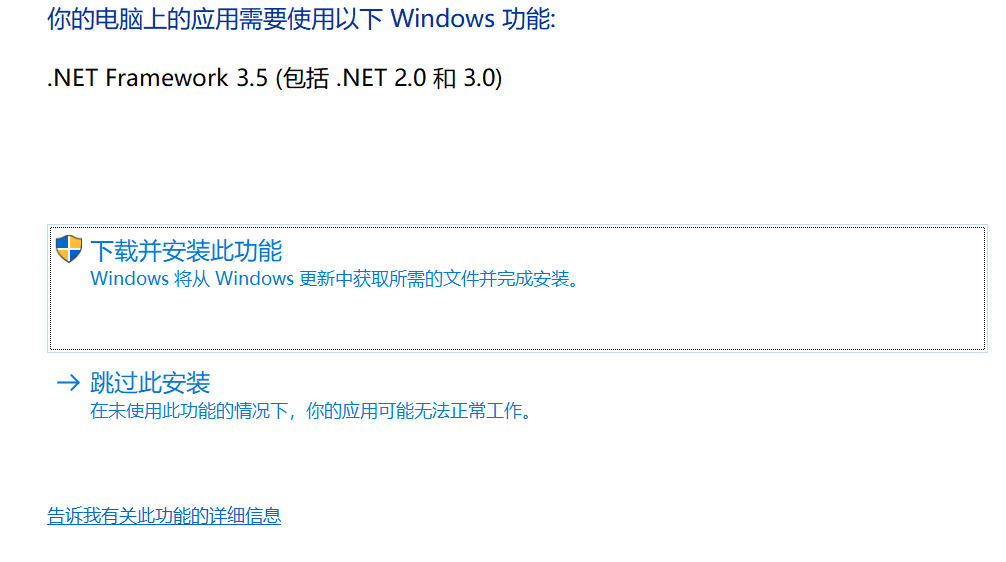 你的电脑上的应用需要使用以下 Windows 功能:
.NET Framework 3.5 (包括 .NET 2.0 和 3.0)
下载并安装此功能
Windows 将从 Windows 更新中获取所需的文件并完成安装。
跳过此安装
在未使用此功能的情况下，你的应用可能无法正常工作。
告诉我有关此功能的详细信息